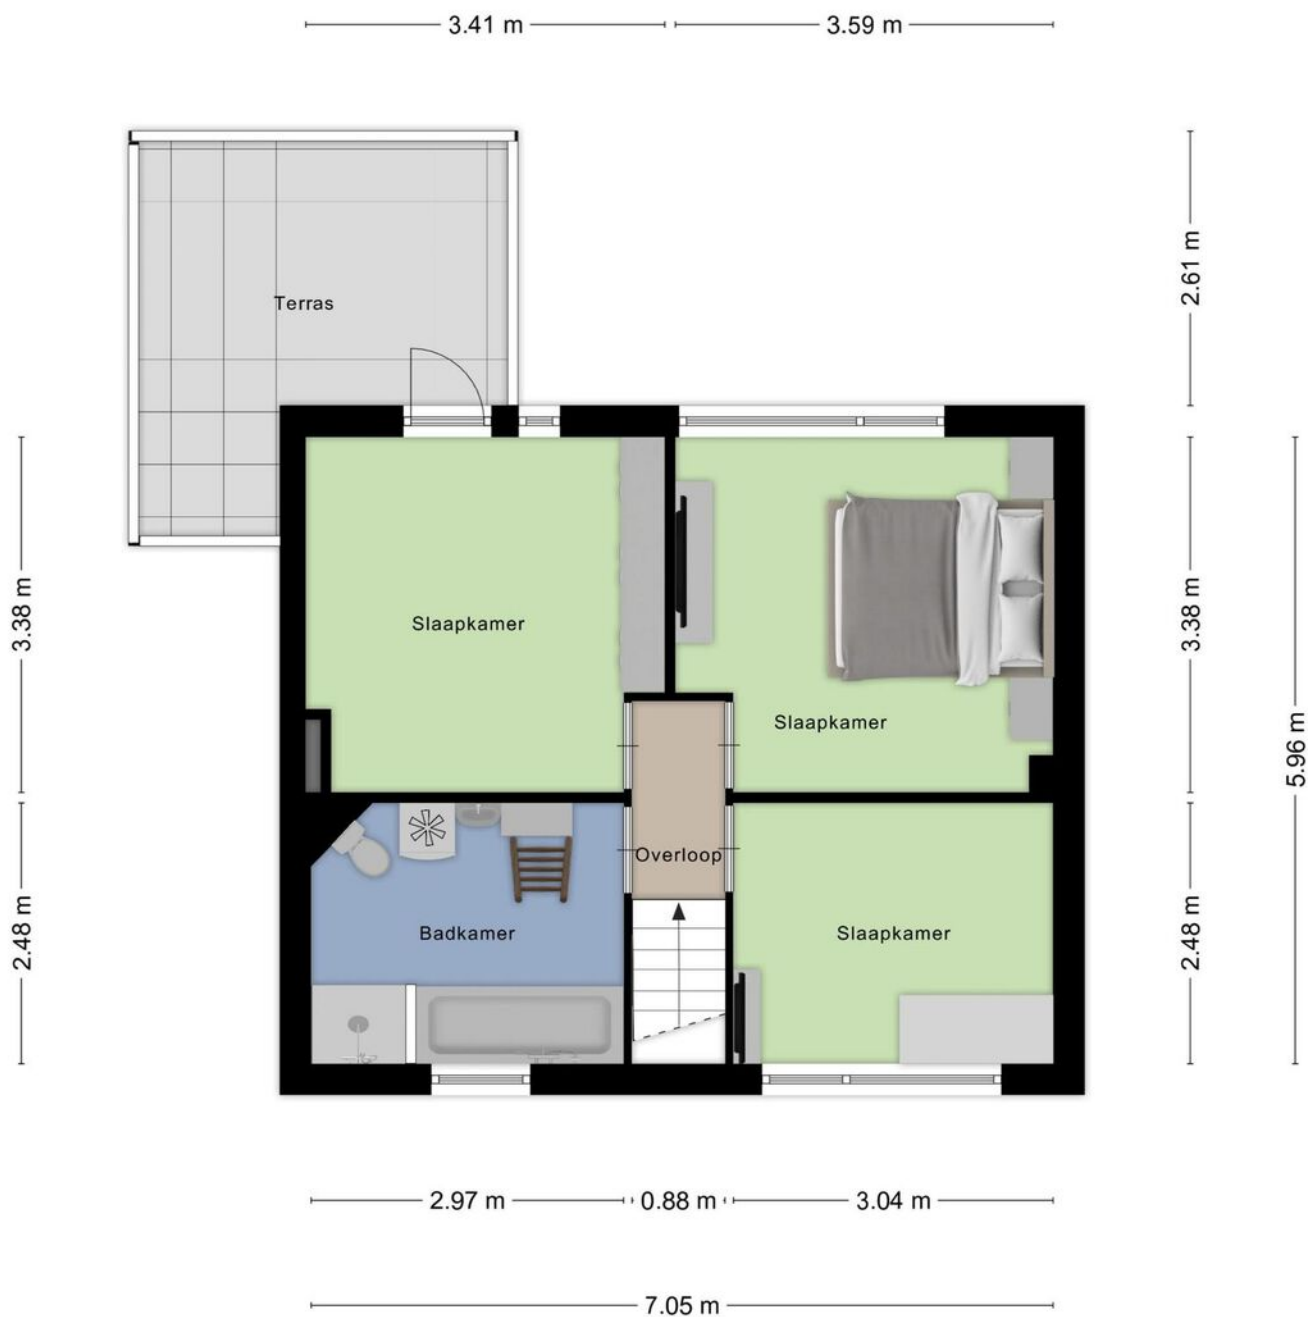 3.41 m
3.59 m
2.61 m
Terras
3.38 m
3.38 m
Slaapkamer
Slaapkamer
5.96 m
Overloop
2.48 m
2.48 m
Badkamer
Slaapkamer
2.97 m
0.88 m
3.04 m
7.05 m